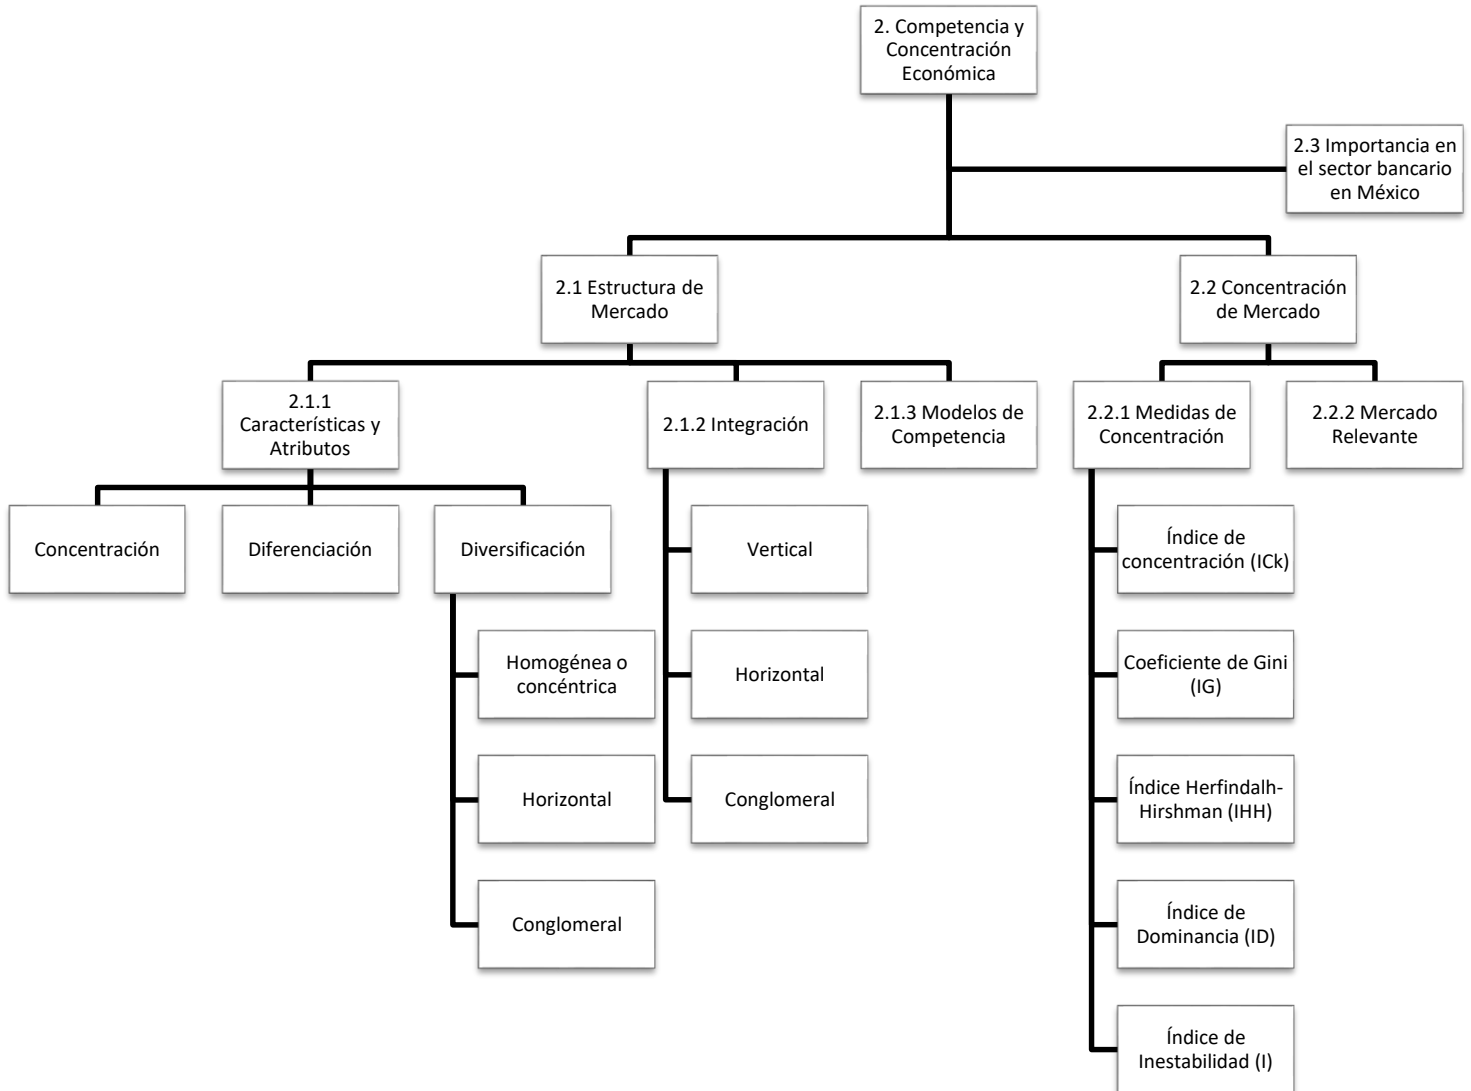 2. Competencia y
Concentración
Económica
2.3 Importancia en
el sector bancario
en México
2.1 Estructura de
Mercado
2.2 Concentración
de Mercado
2.1.1
Características y
Atributos
2.1.2 Integración
2.1.3 Modelos de
Competencia
2.2.1 Medidas de
Concentración
2.2.2 Mercado
Relevante
Concentración
Diferenciación
Diversificación
Homogénea o
concéntrica
Horizontal
Conglomeral
Vertical
Horizontal
Conglomeral
Índice de
concentración (ICk)
Coeficiente de Gini
(IG)
Índice Herfindalh-
Hirshman (IHH)
Índice de
Dominancia (ID)
Índice de
Inestabilidad (I)